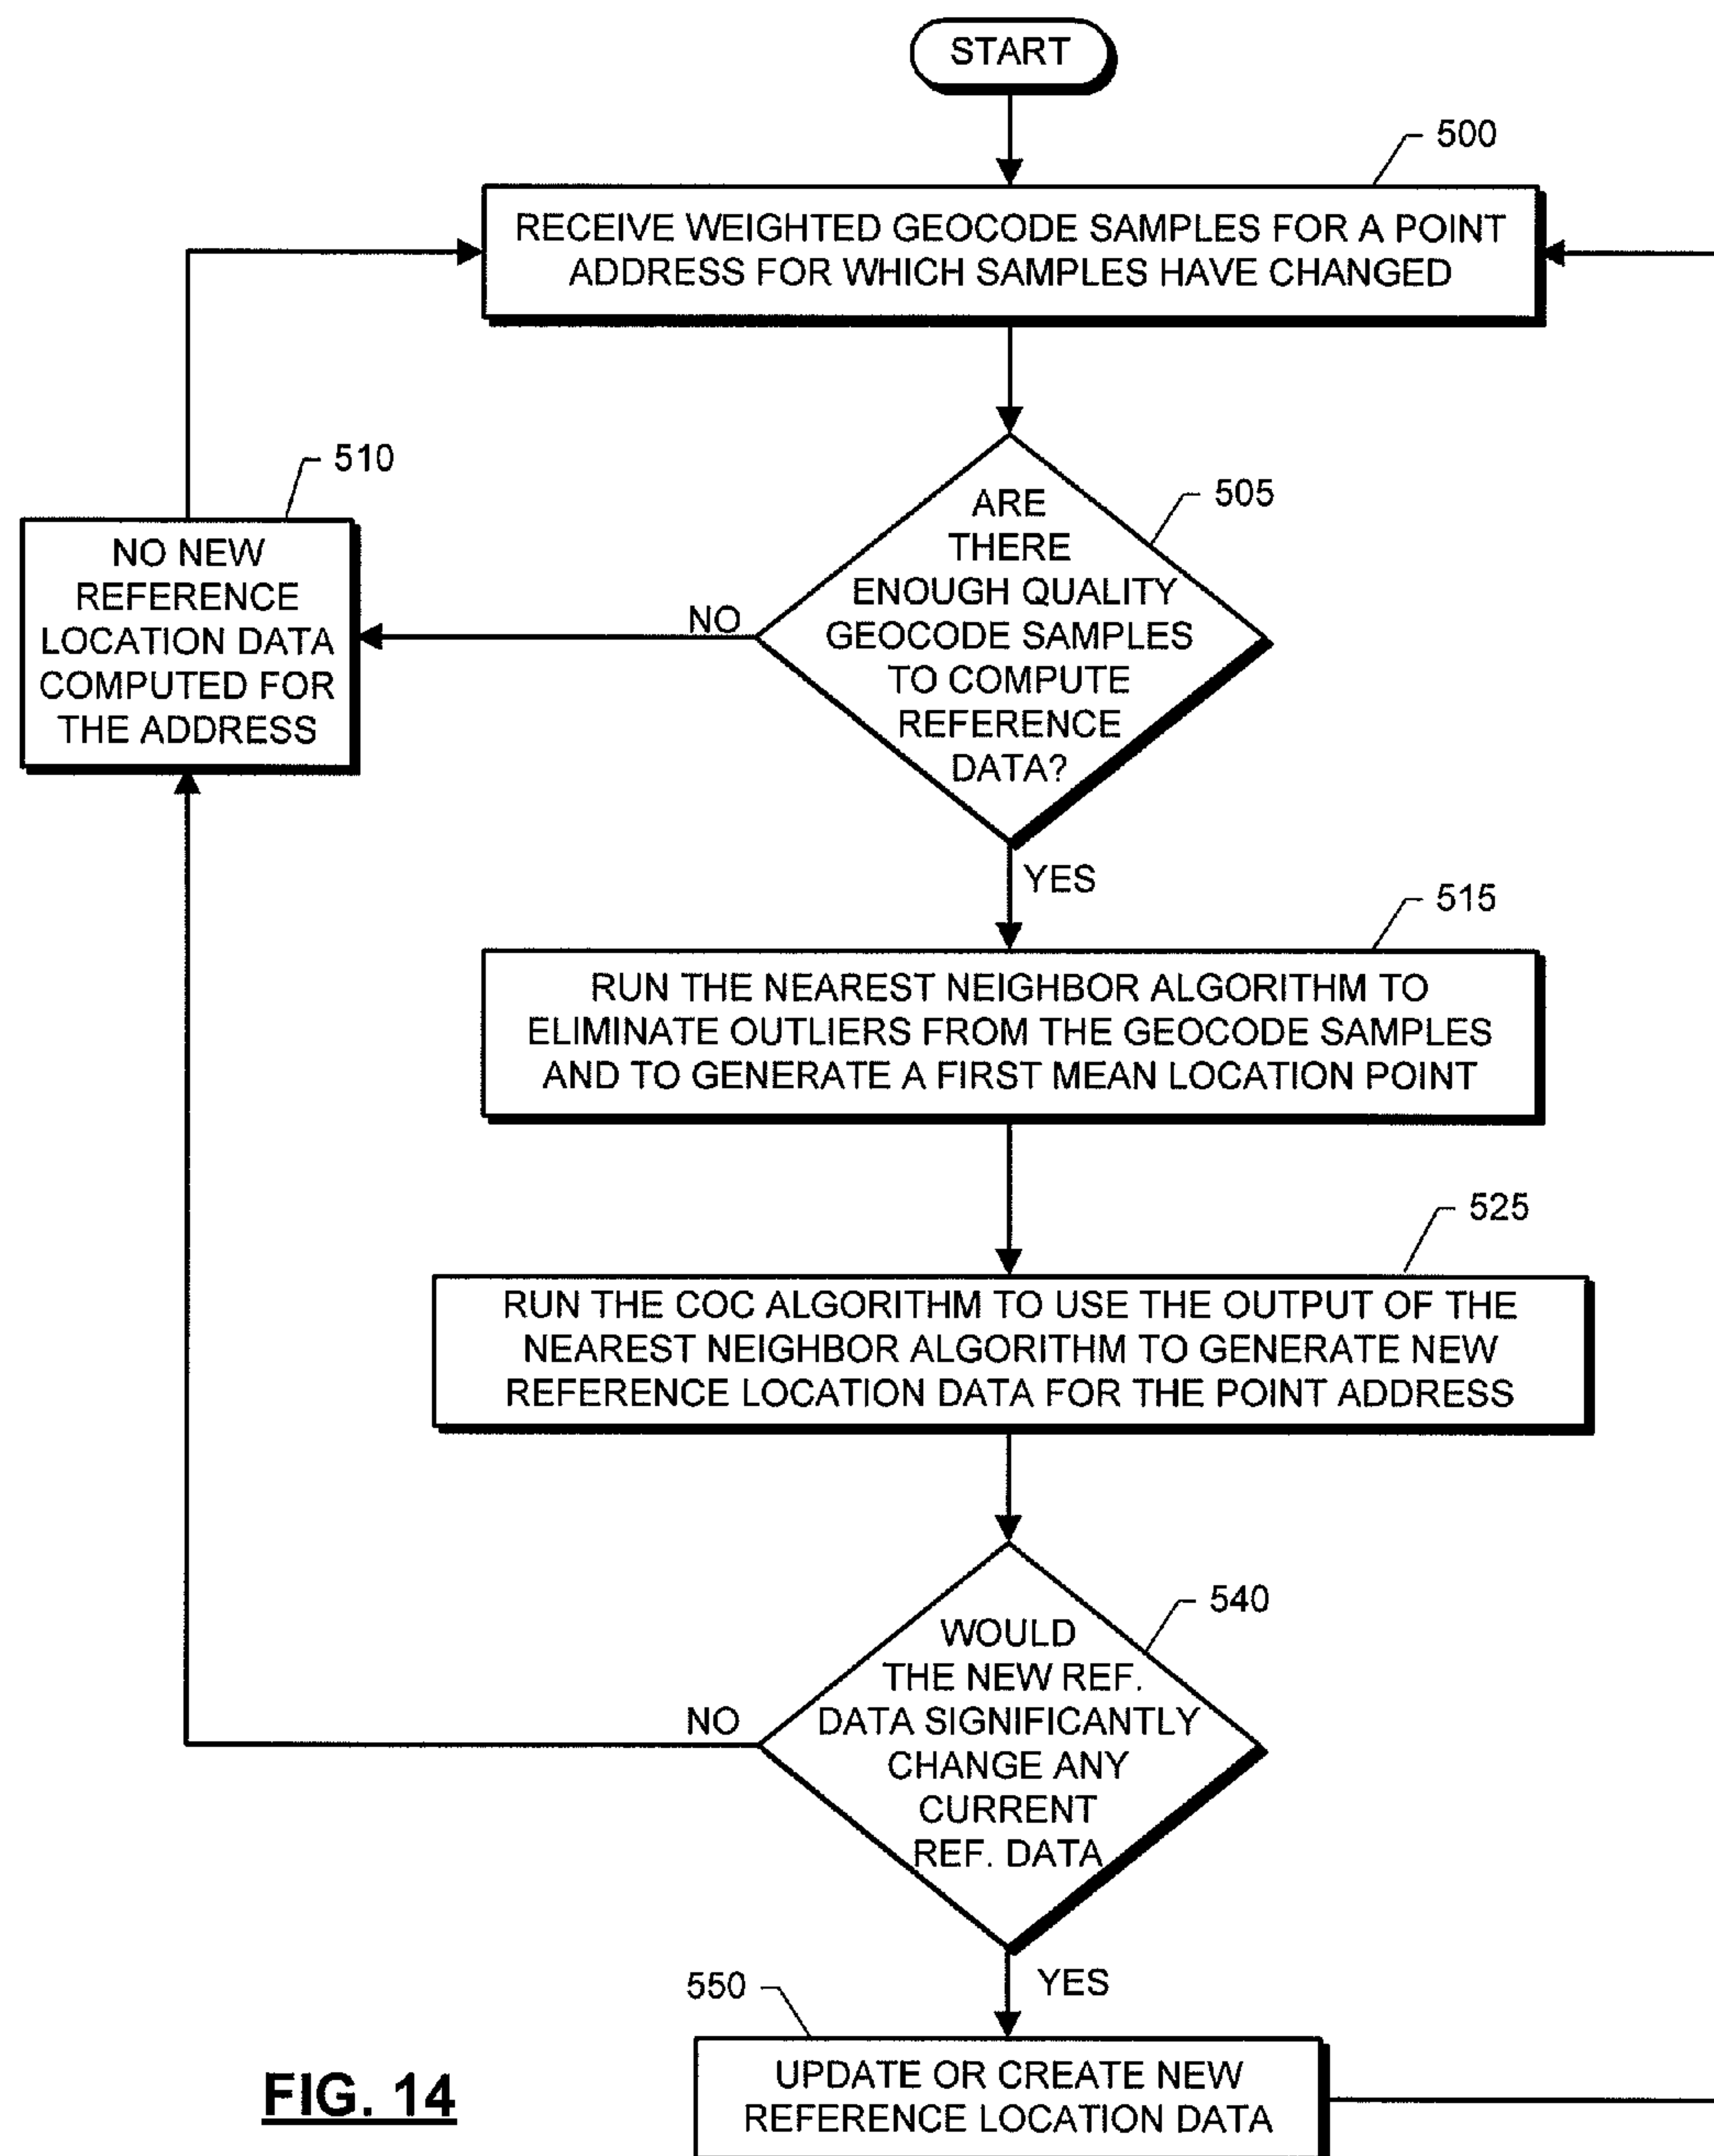 START
500
RECEIVE WEIGHTED GEOCODE SAMPLES FOR A POINT
ADDRESS FOR WHICH SAMPLES HAVE CHANGED
510
NO NEW
REFERENCE
LOCATION DATA
COMPUTED FOR
THE ADDRESS
505
ARE
THERE
ENOUGH QUALITY
GEOCODE SAMPLES
TO COMPUTE
REFERENCE
DATA?
NO
YES
515
RUN THE NEAREST NEIGHBOR ALGORITHM TO
ELIMINATE OUTLIERS FROM THE GEOCODE SAMPLES
AND TO GENERATE A FIRST MEAN LOCATION POINT
525
RUN THE COC ALGORITHM TO USE THE OUTPUT OF THE
NEAREST NEIGHBOR ALGORITHM TO GENERATE NEW
REFERENCE LOCATION DATA FOR THE POINT ADDRESS
540
WOULD
THE NEW REF.
DATA SIGNIFICANTLY
CHANGE ANY
CURRENT
REF. DATA
NO
YES
550
UPDATE OR CREATE NEW
REFERENCE LOCATION DATA
FIG. 14